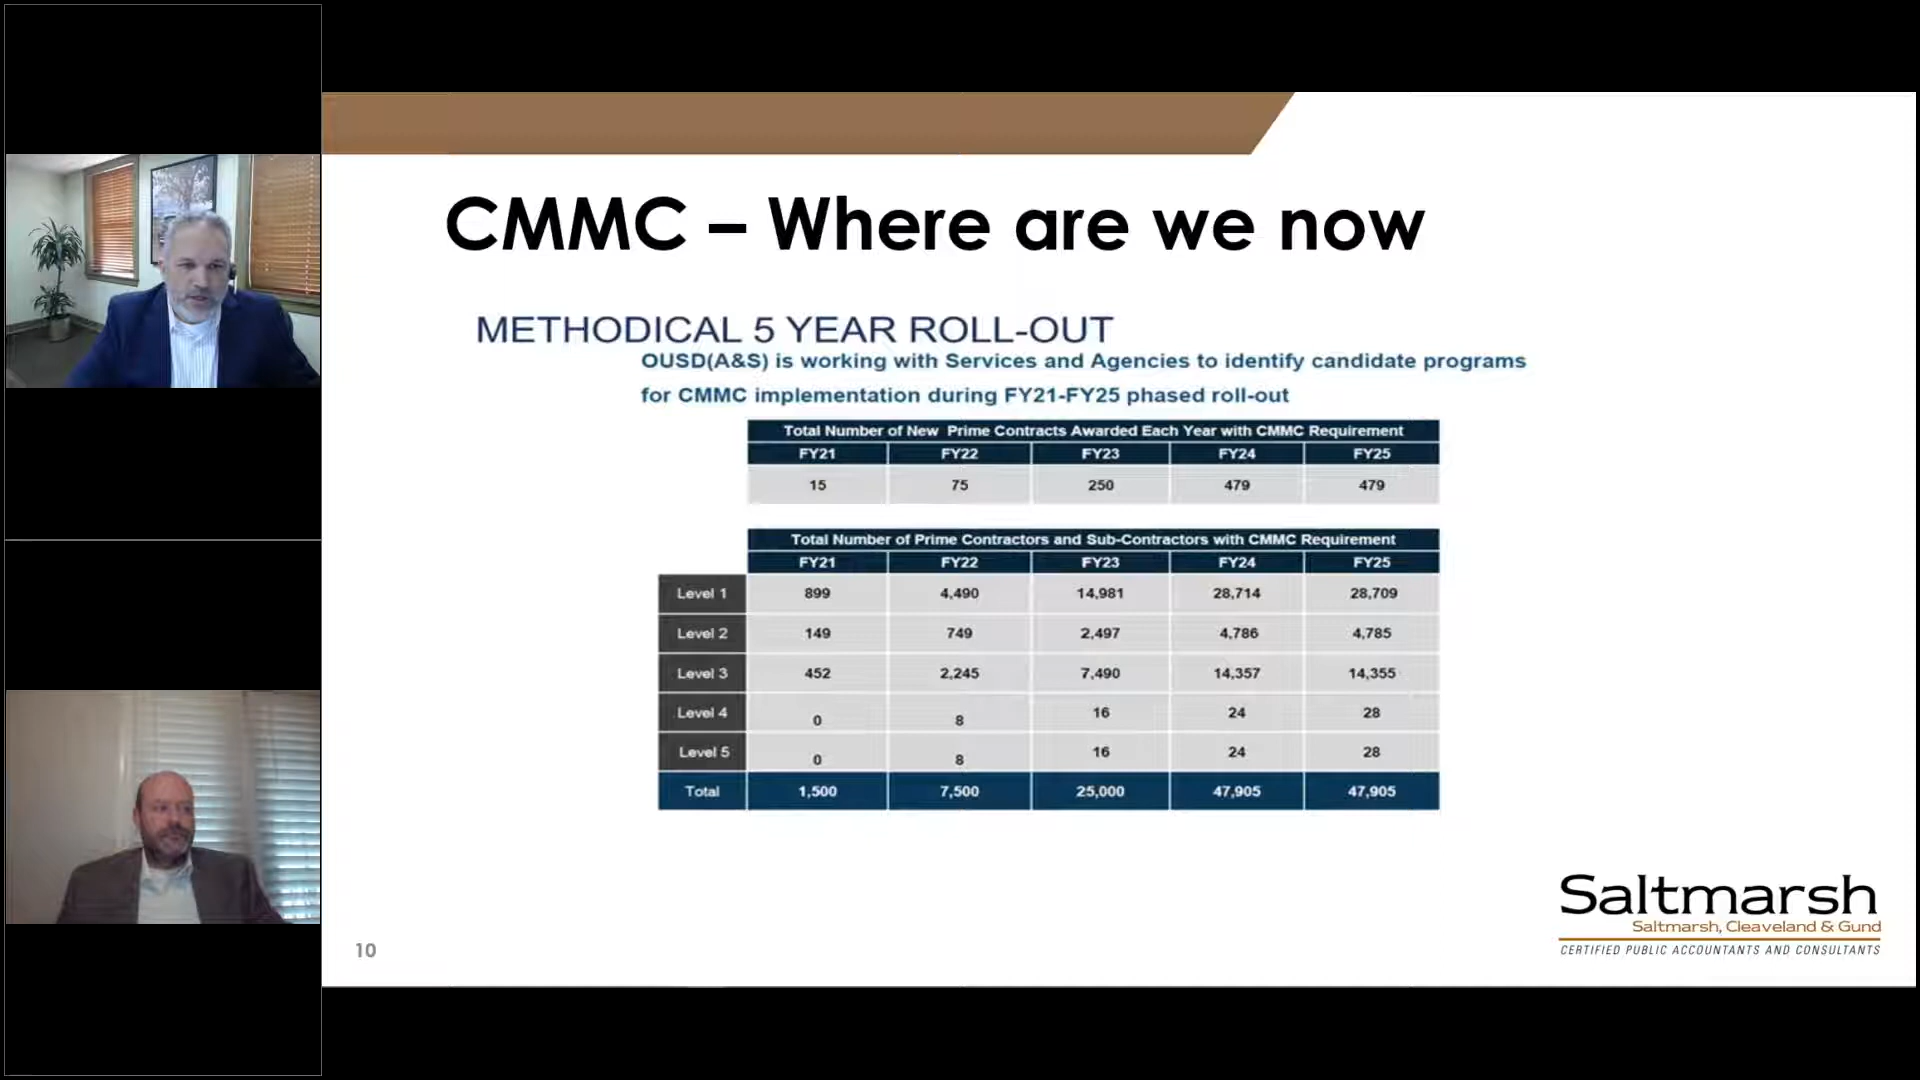 CMMC – Where are we now
METHODICAL 5 YEAR ROLL-OUT
OUSD(A&S) is working with Services and Agencies to identify candidate programs
for CMMC implementation during FY21-FY25 phased roll-out
Total Number of New Prime Contracts Awarded Each Year with CMMC Requirement
FY21 FY22 FY23 FY24 FY25
15 75 250 479 479
Total Number of Prime Contractors and Sub-Contractors with CMMC Requirement
FY21 FY22 FY23 FY24 FY25
Level 1 899 4,490 14,981 28,714 28,709
Level 2 149 749 2,497 4,786 4,785
Level 3 452 2,245 7,490 14,357 14,355
Level 4 0 8 16 24 28
Level 5 0 8 16 24 28
Total 1,500 7,500 25,000 47,905 47,905
Saltmarsh
Saltmarsh, Cleaveland & Gund
CERTIFIED PUBLIC ACCOUNTANTS AND CONSULTANTS
10